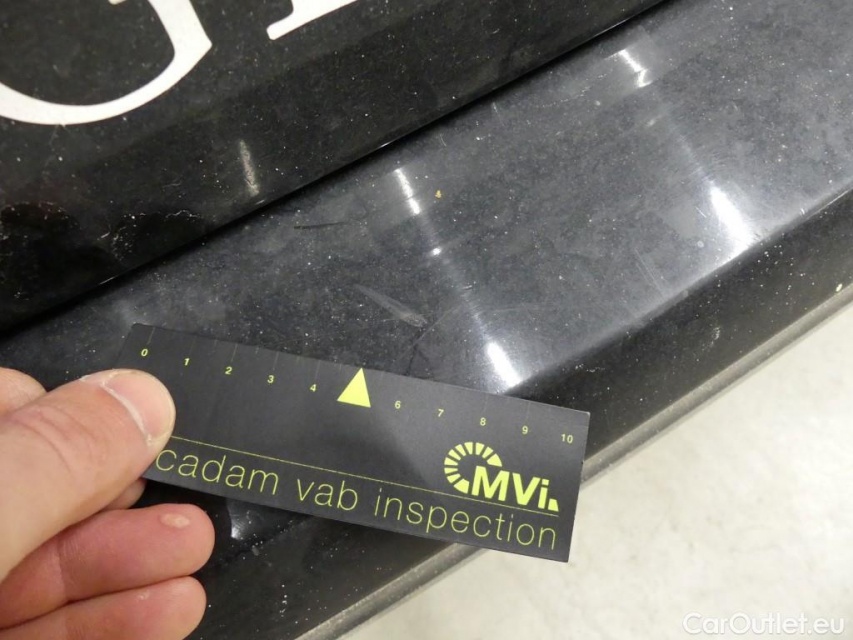 G
0 1 2 3 4 6 7 8 9 10
MVi.
cadam vab inspection
CarOutlet.eu